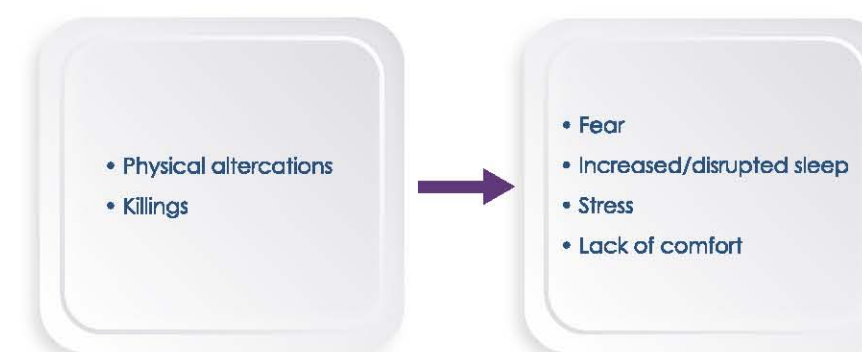 • Physical altercations
• Killings
• Fear
• Increased/disrupted sleep
• Stress
• Lack of comfort